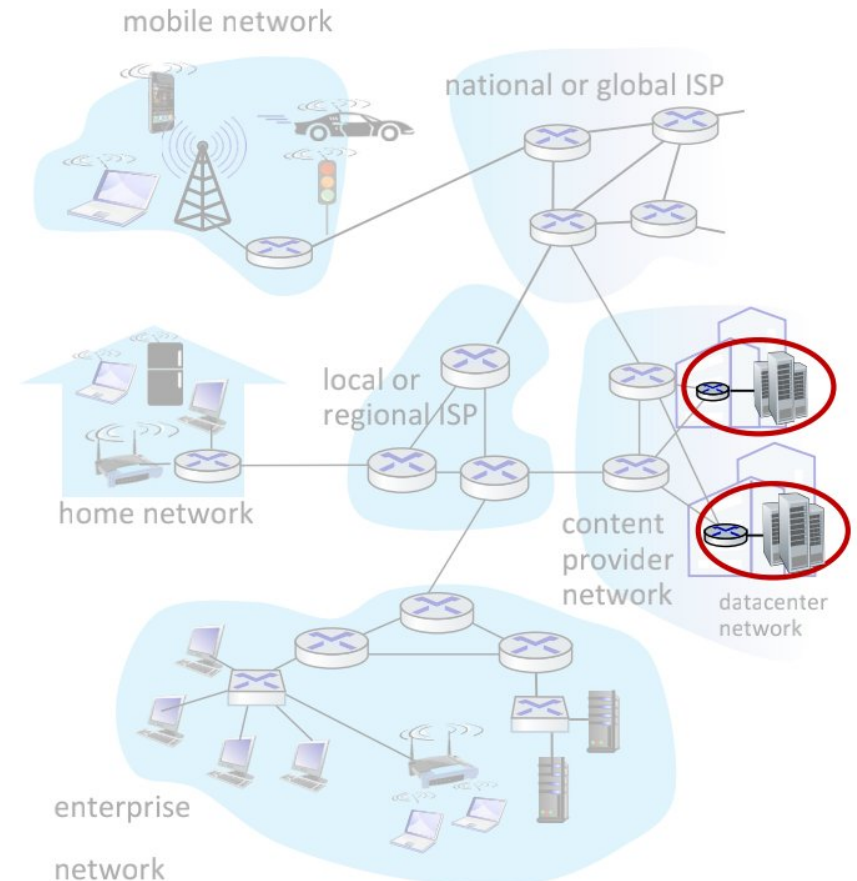 mobile network
national or global ISP
local or
regional ISP
home network
content
provider
network
datacenter
network
enterprise
network